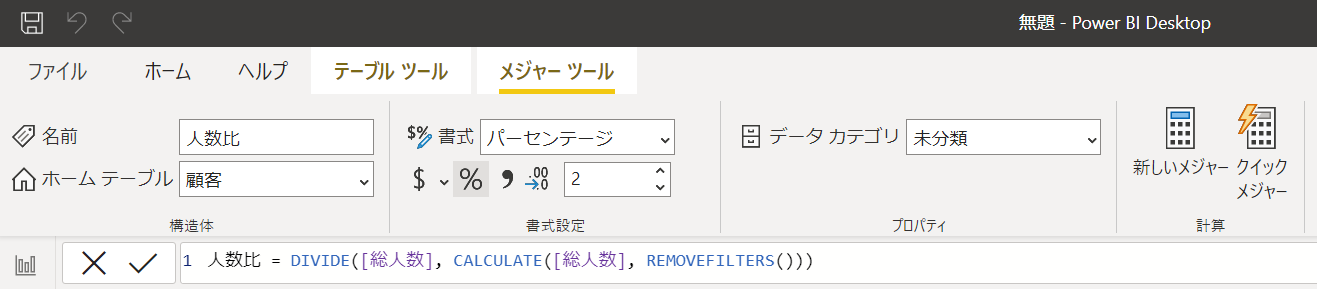 無題 - Power BI Desktop
ファイル ホーム ヘルプ テーブル ツール メジャー ツール
名前 人数比
ホーム テーブル 顧客
構造体
$% 書式 パーセンテージ
$ % 9 .00 .0 2
書式設定
データ カテゴリ 未分類
プロパティ
新しいメジャー クイック
メジャー
計算
1 人数比 = DIVIDE([総人数], CALCULATE([総人数], REMOVEFILTERS()))